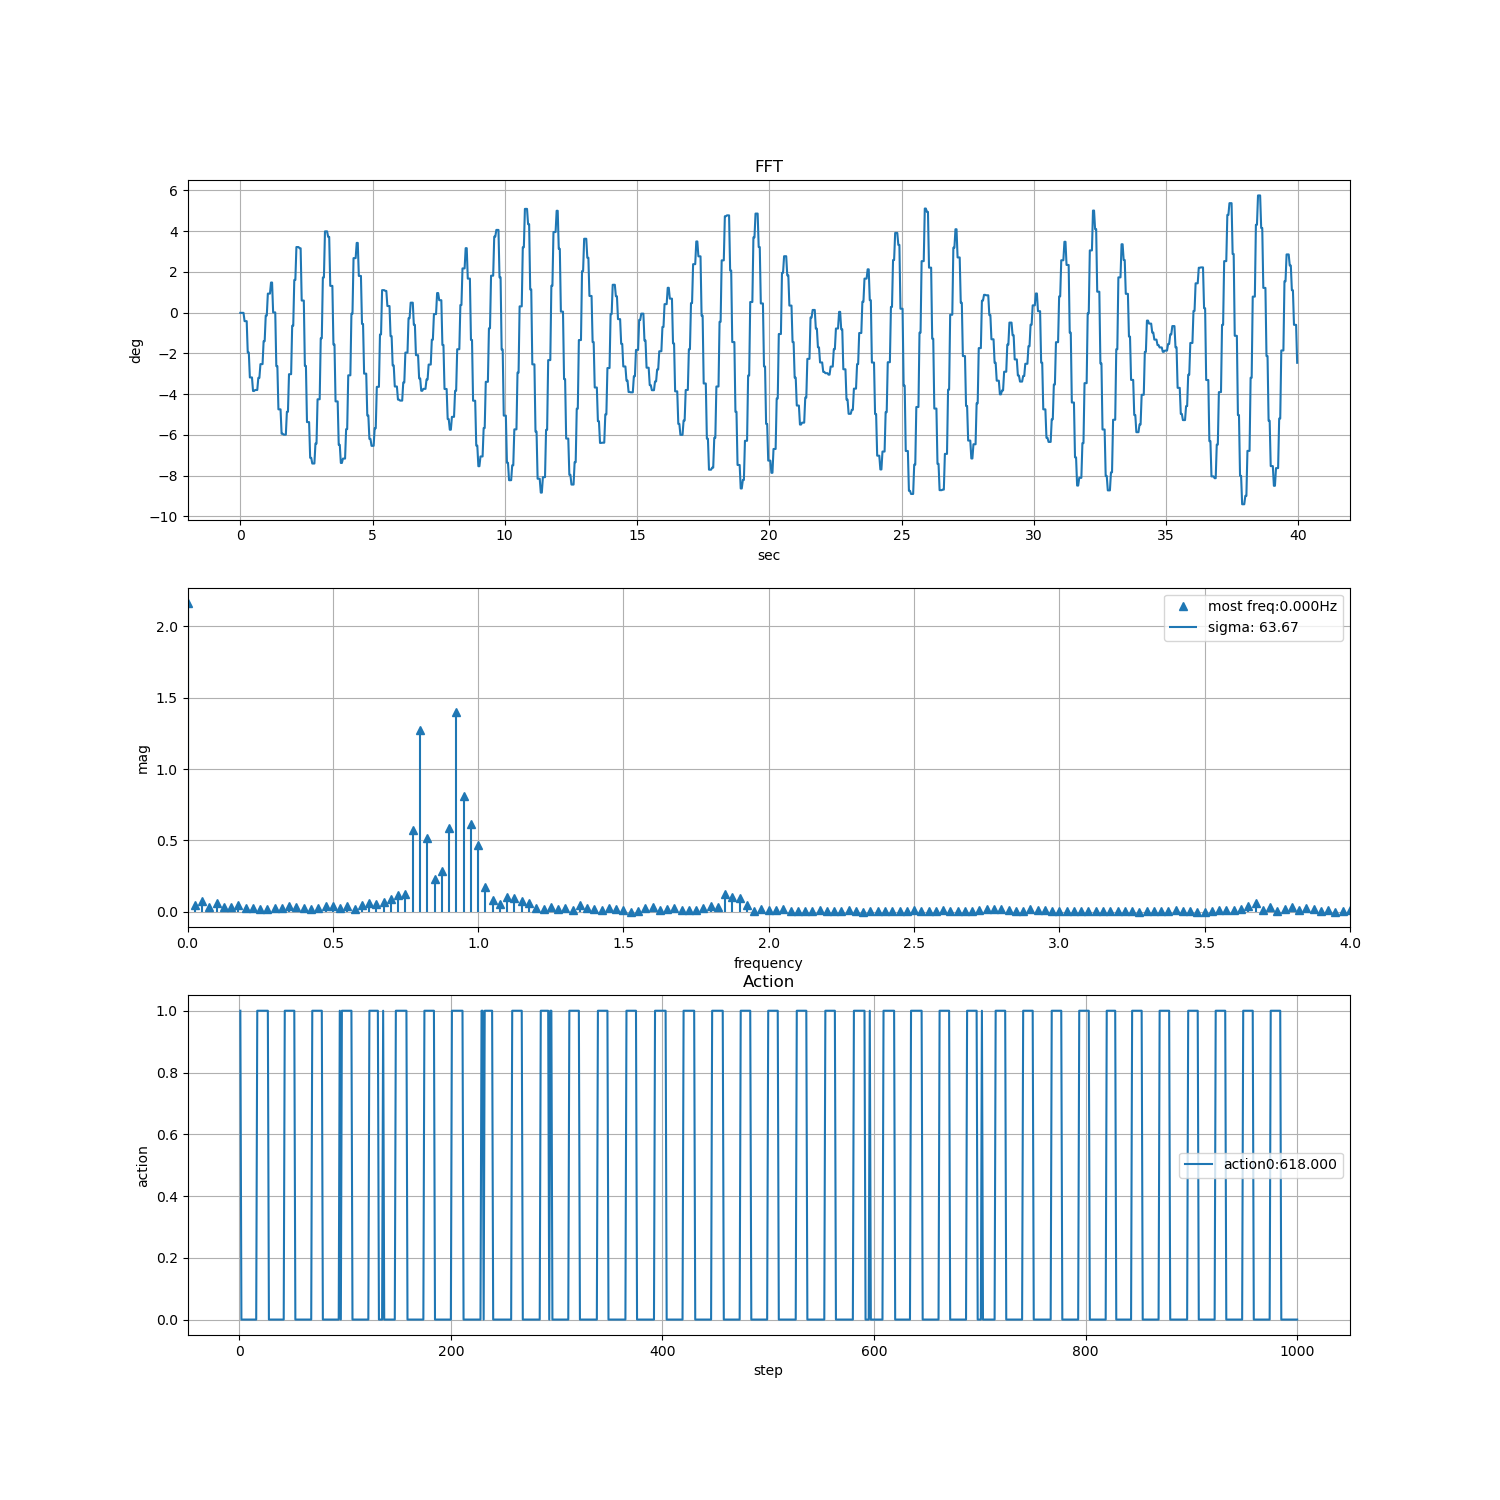 FFT
6
4
2
0
−2
−4
−6
−8
−10
deg
0 5 10 15 20 25 30 35 40
sec
most freq:0.000Hz
sigma: 63.67
2.0
1.5
1.0
0.5
0.0
mag
0.0 0.5 1.0 1.5 2.0 2.5 3.0 3.5 4.0
frequency
Action
1.0
0.8
0.6
0.4
0.2
0.0
action
action0:618.000
0 200 400 600 800 1000
step